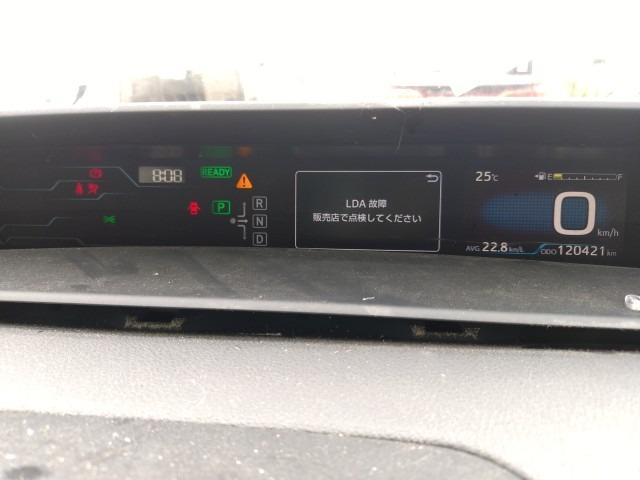 8:08
READY
P
R
N
D
LDA 故障
販売店で点検してください
25℃
E
F
0
km/h
AVG 22.8 km/L
ODO 120421 km